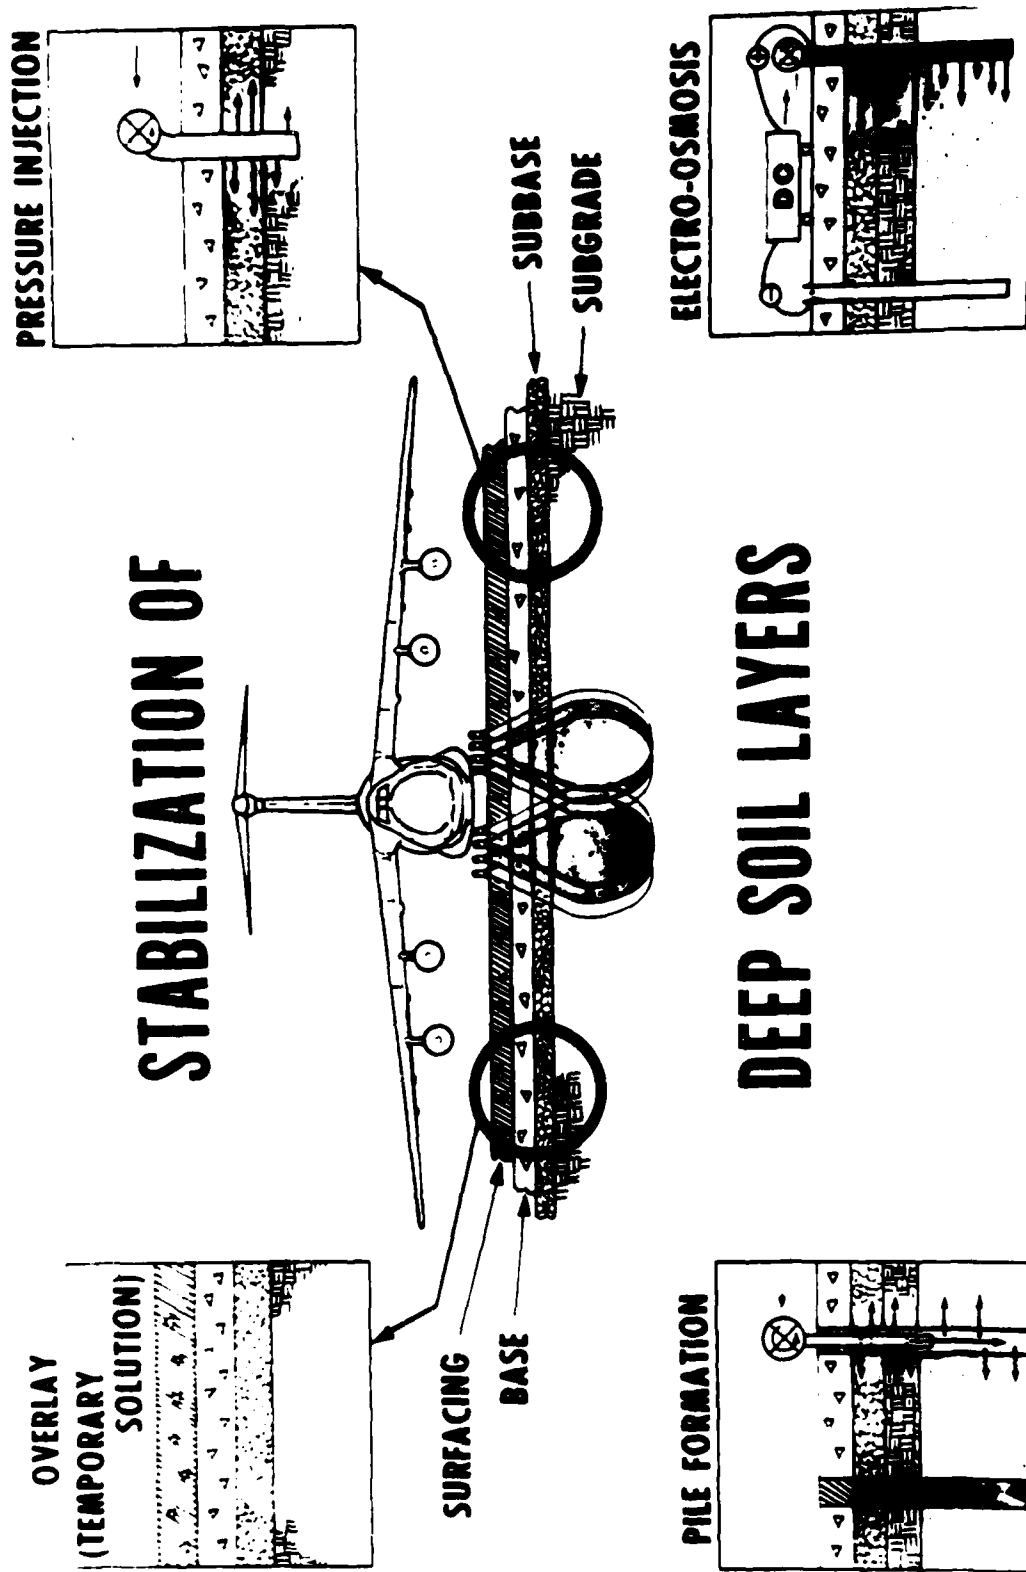 STABILIZATION OF
OVERLAY
(TEMPORARY
SOLUTION)
PRESSURE INJECTION
SURFACING
BASE
SUBBASE
SUBGRADE
DEEP SOIL LAYERS
PILE FORMATION
ELECTRO-OSMOSIS
+
DC
−